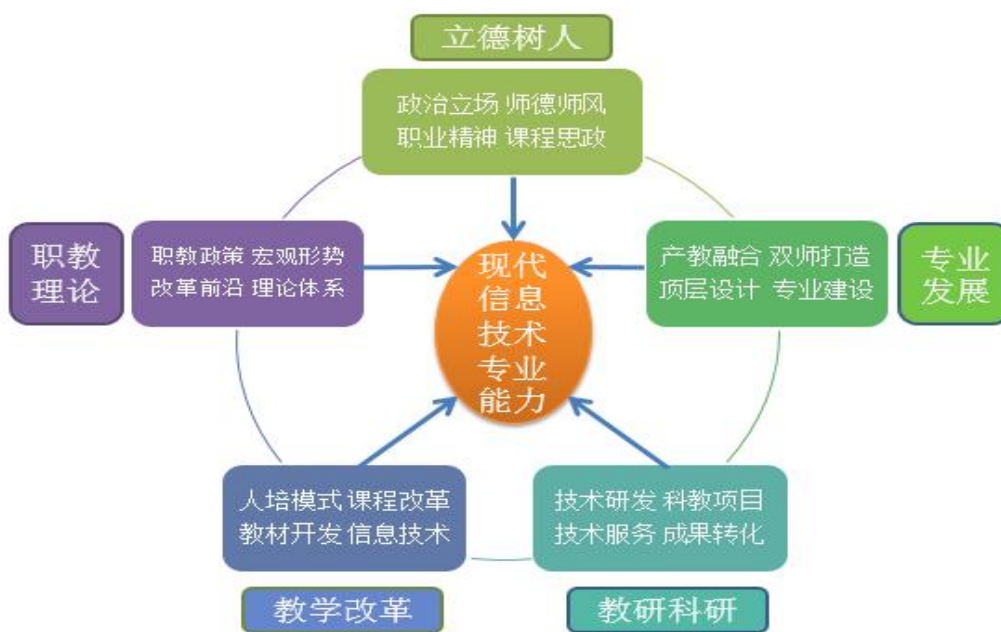 立德树人
政治立场 师德师风
职业精神 课程思政
职教
理论
职教政策 宏观形势
改革前沿 理论体系
现代
信息
技术
专业
能力
产教融合 双师打造
顶层设计 专业建设
专业
发展
人培模式 课程改革
教材开发 信息技术
教学改革
技术研发 科教项目
技术服务 成果转化
教研科研